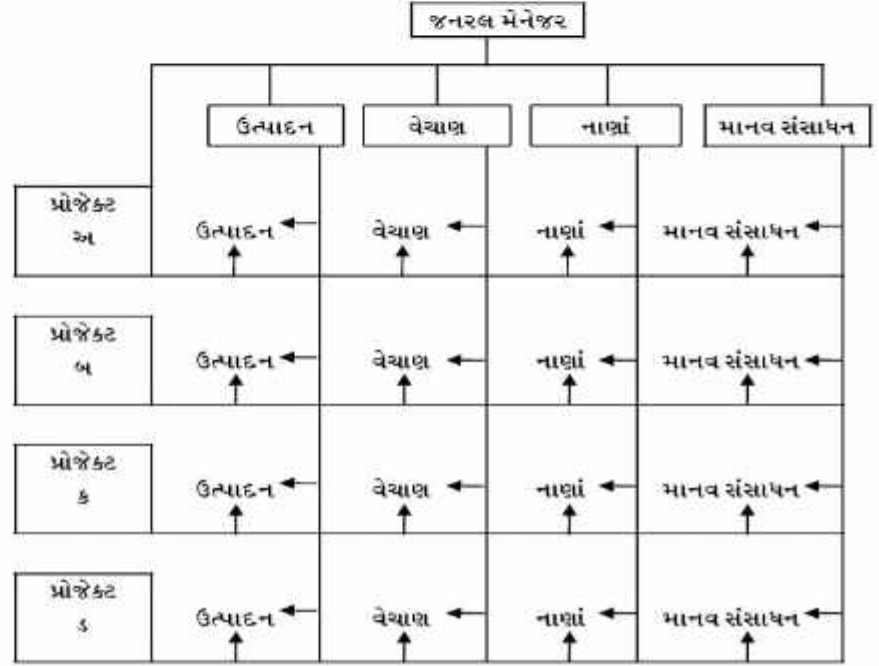 જનરલ મેનેજર
ઉત્પાદન વેચાણ નાણાં માનવ સંસાધન
પ્રોજેક્ટ
અ
ઉત્પાદન વેચાણ નાણાં માનવ સંસાધન
પ્રોજેક્ટ
બ
ઉત્પાદન વેચાણ નાણાં માનવ સંસાધન
પ્રોજેક્ટ
ક
ઉત્પાદન વેચાણ નાણાં માનવ સંસાધન
પ્રોજેક્ટ
ડ
ઉત્પાદન વેચાણ નાણાં માનવ સંસાધન